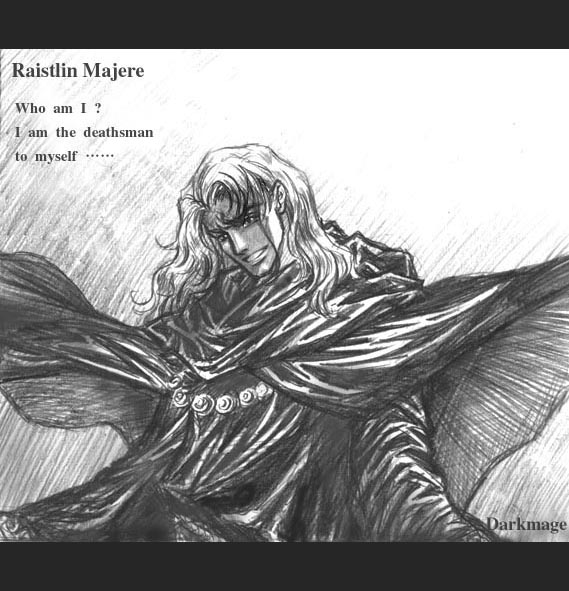 Raistlin Majere
Who am I ?
I am the deathsman
to myself ······
Darkmage